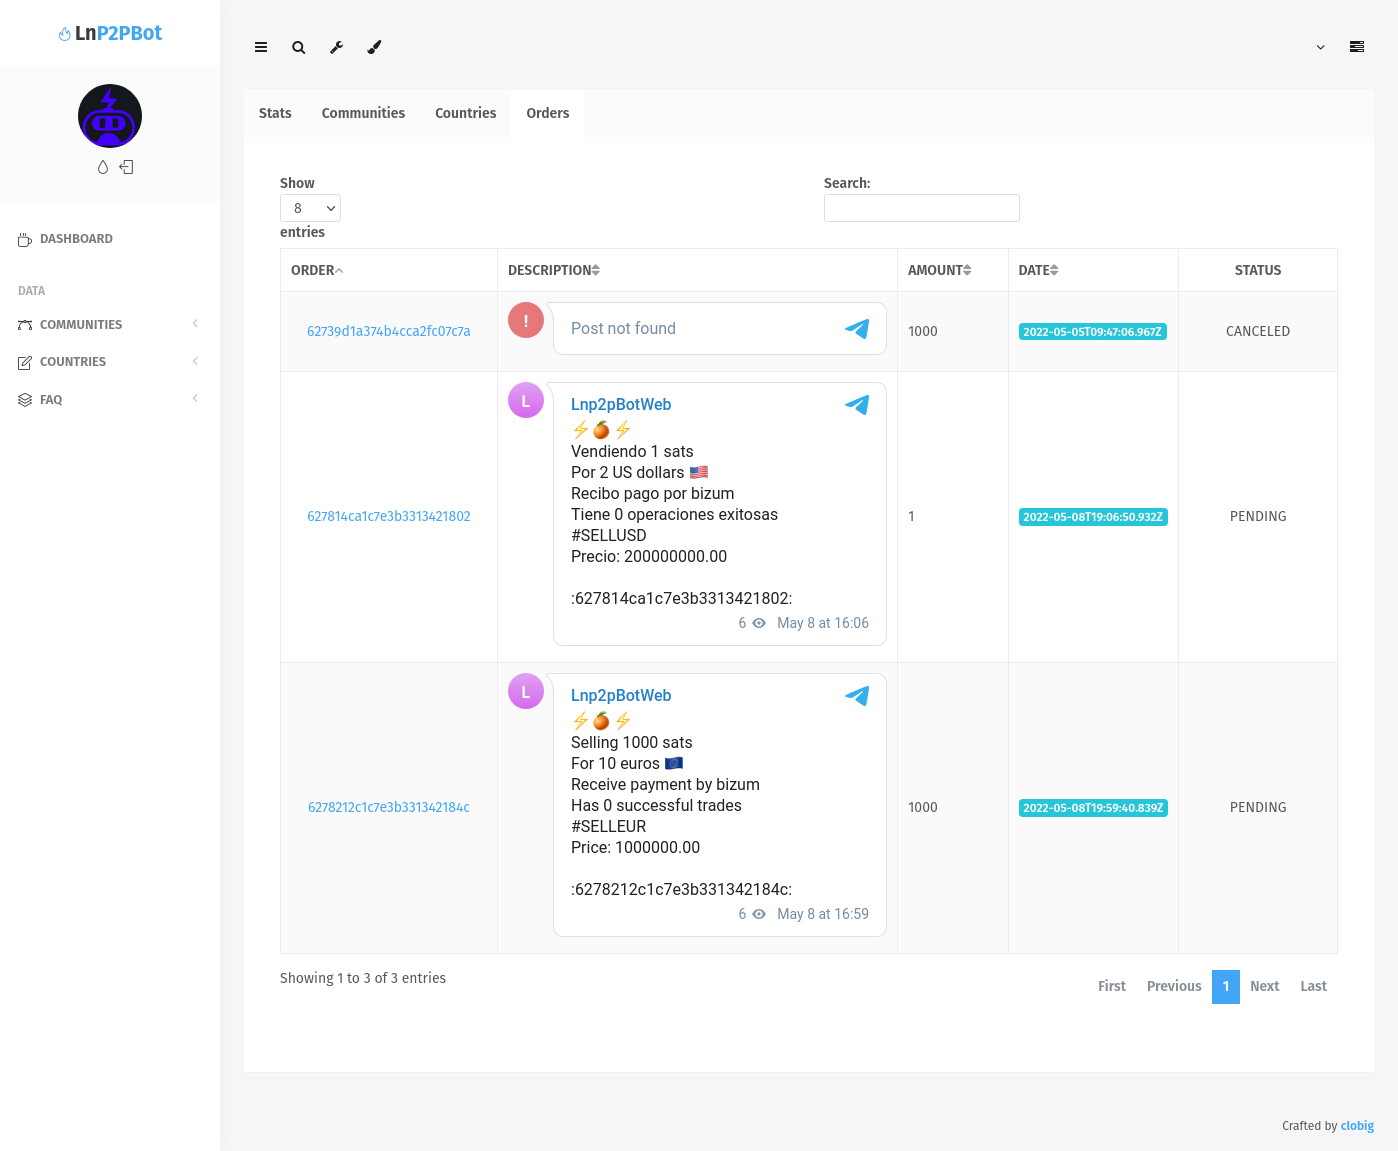 LnP2PBot
DASHBOARD
DATA
COMMUNITIES
COUNTRIES
FAQ
Stats Communities Countries Orders
Show
8
entries
Search:
ORDER DESCRIPTION AMOUNT DATE STATUS
62739d1a374b4cca2fc07c7a ! Post not found 1000 2022-05-05T09:47:06.967Z CANCELED
L Lnp2pBotWeb
⚡🍊⚡
Vendiendo 1 sats
Por 2 US dollars 🇺🇸
Recibo pago por bizum
Tiene 0 operaciones exitosas
627814ca1c7e3b3313421802 1 2022-05-08T19:06:50.932Z PENDING
#SELLUSD
Precio: 200000000.00
:627814ca1c7e3b3313421802:
6 May 8 at 16:06
L Lnp2pBotWeb
⚡🍊⚡
Selling 1000 sats
For 10 euros 🇪🇺
Receive payment by bizum
Has 0 successful trades
6278212c1c7e3b331342184c 1000 2022-05-08T19:59:40.839Z PENDING
#SELLEUR
Price: 1000000.00
:6278212c1c7e3b331342184c:
6 May 8 at 16:59
Showing 1 to 3 of 3 entries
First Previous 1 Next Last
Crafted by clobig